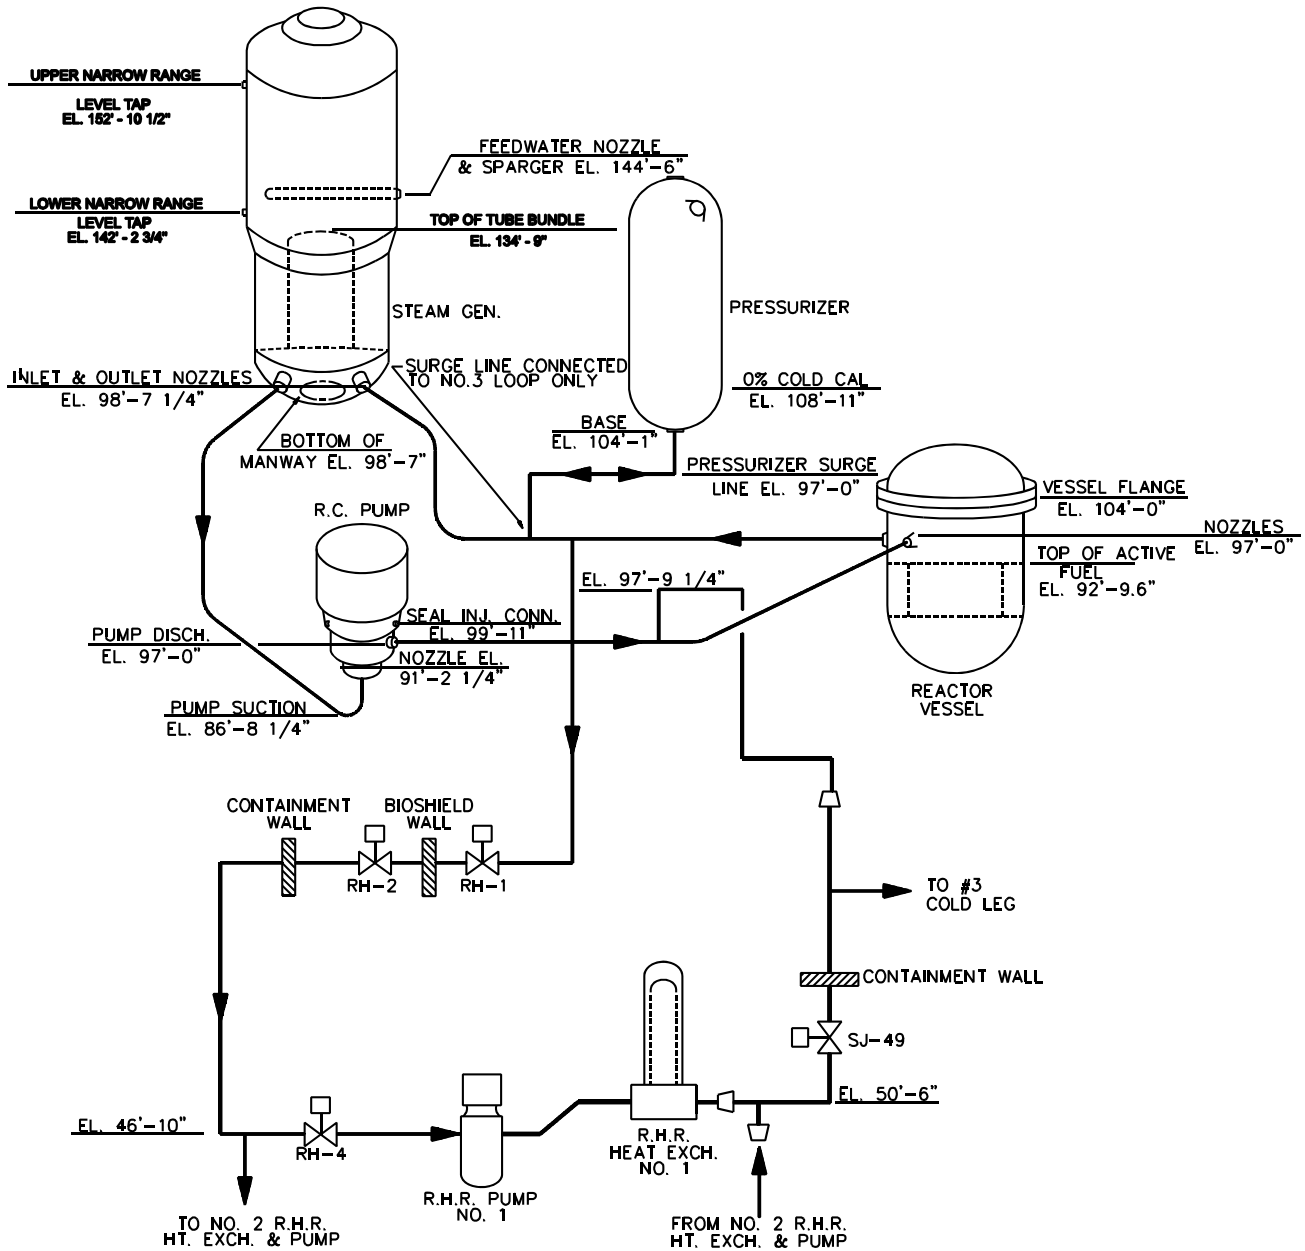 UPPER NARROW RANGE
LEVEL TAP
EL. 152' - 10 1/2"
FEEDWATER NOZZLE
& SPARGER EL. 144'-6"
LOWER NARROW RANGE
LEVEL TAP
EL. 142' - 2 3/4"
TOP OF TUBE BUNDLE
EL. 134' - 9"
STEAM GEN.
PRESSURIZER
SURGE LINE CONNECTED
TO NO.3 LOOP ONLY
INLET & OUTLET NOZZLES
EL. 98'-7 1/4"
0% COLD CAL
EL. 108'-11"
BASE
EL. 104'-1"
BOTTOM OF
MANWAY EL. 98'-7"
PRESSURIZER SURGE
LINE EL. 97'-0"
VESSEL FLANGE
EL. 104'-0"
R.C. PUMP
NOZZLES
EL. 97'-0"
TOP OF ACTIVE
FUEL
EL. 92'-9.6"
EL. 97'-9 1/4"
SEAL INJ. CONN.
EL. 99'-11"
PUMP DISCH.
EL. 97'-0"
NOZZLE EL.
91'-2 1/4"
REACTOR
VESSEL
PUMP SUCTION
EL. 86'-8 1/4"
CONTAINMENT
WALL
BIOSHIELD
WALL
RH-2
RH-1
TO #3
COLD LEG
CONTAINMENT WALL
SJ-49
EL. 50'-6"
EL. 46'-10"
RH-4
R.H.R.
HEAT EXCH.
NO. 1
R.H.R. PUMP
NO. 1
TO NO. 2 R.H.R.
HT. EXCH. & PUMP
FROM NO. 2 R.H.R.
HT. EXCH. & PUMP